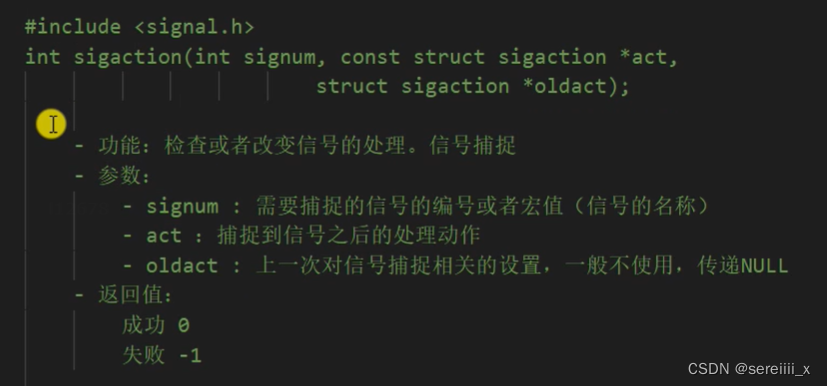 #include <signal.h>
int sigaction(int signum, const struct sigaction *act,
struct sigaction *oldact);
- 功能：检查或者改变信号的处理。信号捕捉
- 参数：
- signum : 需要捕捉的信号的编号或者宏值（信号的名称）
- act ：捕捉到信号之后的处理动作
- oldact : 上一次对信号捕捉相关的设置，一般不使用，传递NULL
- 返回值：
成功 0
失败 -1
CSDN @sereiiii_x